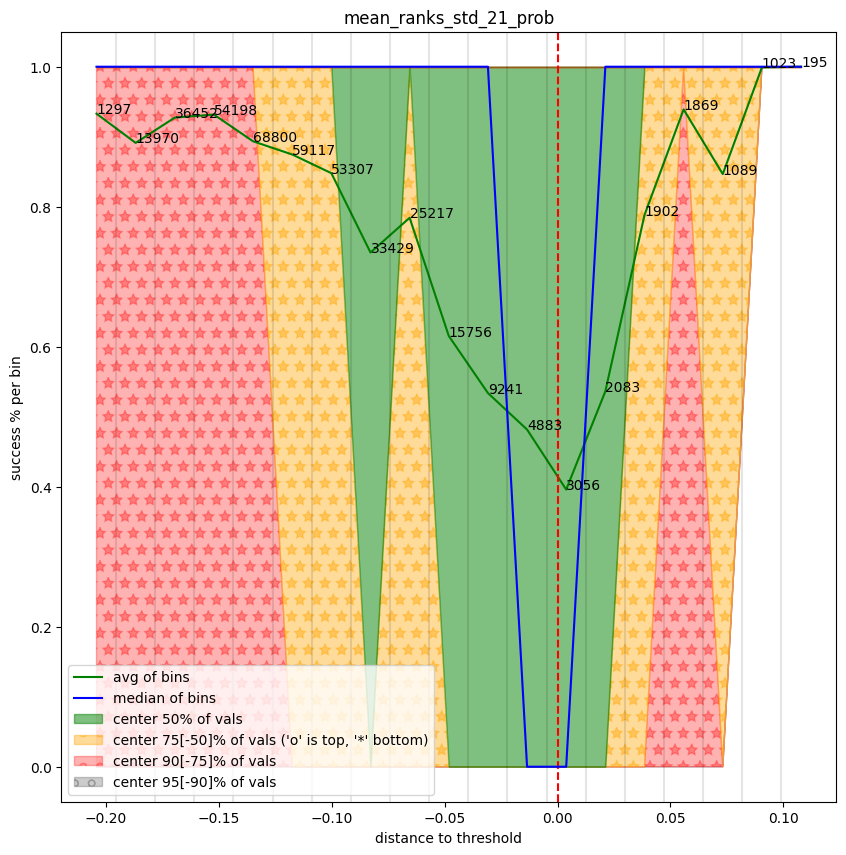 mean_ranks_std_21_prob
success % per bin
1.0
0.8
0.6
0.4
0.2
0.0
1297
13970
36452
54198
68800
59117
53307
33429
25217
15756
9241
4883
3056
2083
1902
1869
1089
1023
195
avg of bins
median of bins
center 50% of vals
center 75[-50]% of vals ('o' is top, '*' bottom)
center 90[-75]% of vals
center 95[-90]% of vals
−0.20 −0.15 −0.10 −0.05 0.00 0.05 0.10
distance to threshold